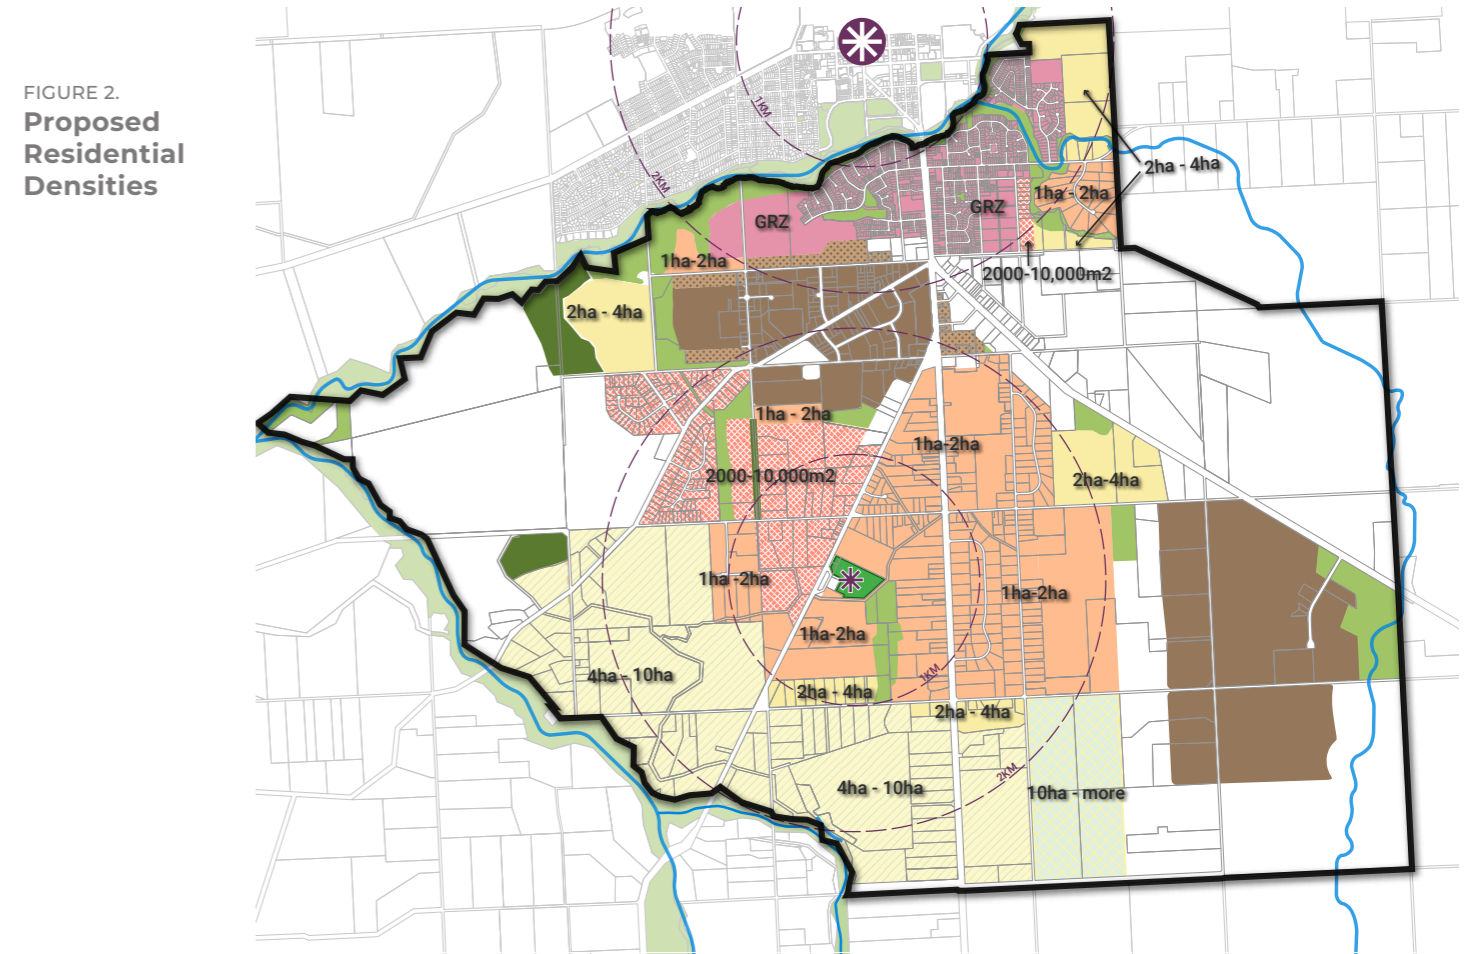 FIGURE 2.
Proposed
Residential
Densities
1KM
2KM
2ha - 4ha
1ha - 2ha
GRZ
GRZ
1ha-2ha
2000-10,000m2
2ha - 4ha
1ha - 2ha
1ha-2ha
2000-10,000m2
2ha-4ha
1ha -2ha
1ha-2ha
1ha-2ha
1KM
4ha - 10ha
2ha - 4ha
2ha - 4ha
2KM
4ha - 10ha
10ha - more